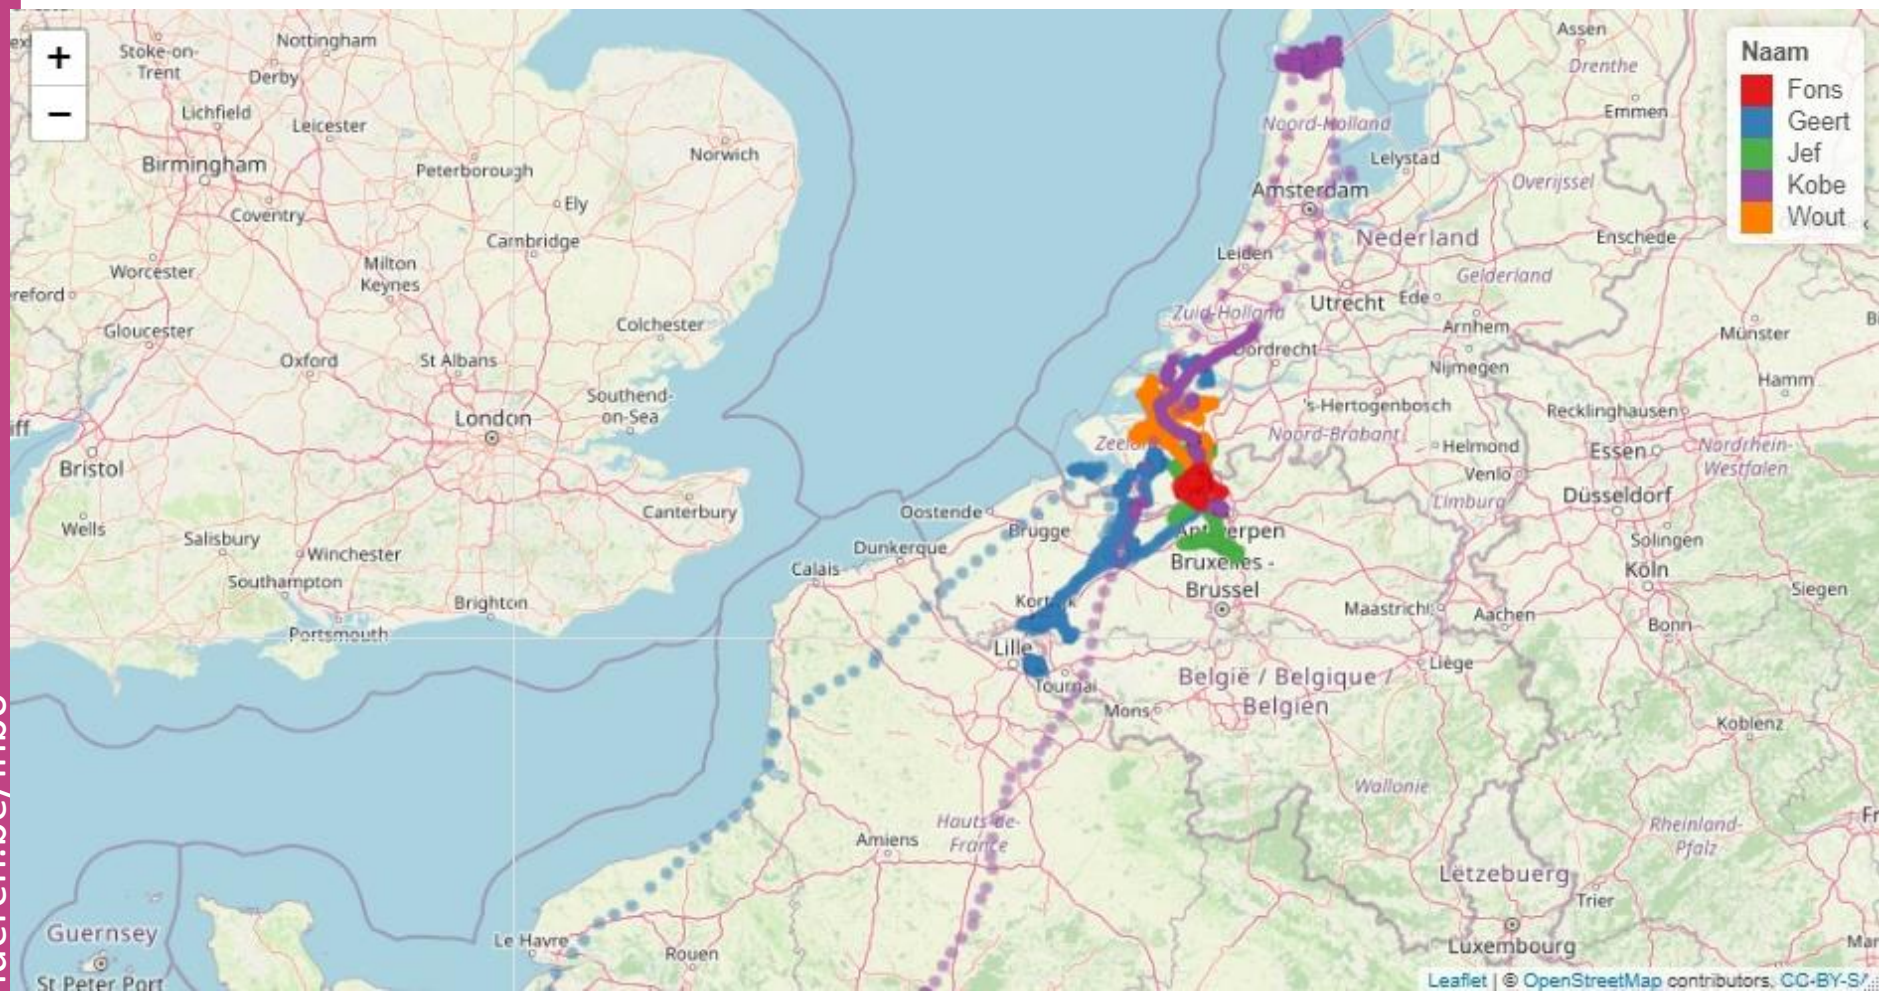 +
−
Naam
Fons
Geert
Jef
Kobe
Wout
Stoke-on-
Trent
Nottingham
Derby
Lichfield
Leicester
Birmingham
Coventry
Peterborough
Norwich
Ely
Cambridge
Worcester
Milton
Keynes
Gloucester
Colchester
Oxford
St Albans
Southend-
on-Sea
London
Bristol
Wells
Canterbury
Salisbury
Winchester
Southampton
Brighton
Portsmouth
Guernsey
St Peter Port
Assen
Drenthe
Emmen
Noord-Holland
Lelystad
Overijssel
Amsterdam
Nederland
Enschede
Leiden
Gelderland
Utrecht
Ede
Zuid-Holland
Arnhem
Münster
Dordrecht
Nijmegen
Hamm
's-Hertogenbosch
Recklinghausen
Noord-Brabant
Helmond
Essen
Nordrhein-
Westfalen
Venlo
Limburg
Düsseldorf
Oostende
Brugge
Dunkerque
Calais
Antwerpen
Solingen
Bruxelles -
Brussel
Köln
Siegen
Maastricht
Aachen
Bonn
Lille
Tournai
Liège
België / Belgique /
Belgien
Mons
Koblenz
Wallonie
Hauts-de-
France
Amiens
Rheinland-
Pfalz
Lëtzebuerg
Trier
Luxembourg
Le Havre
Rouen
Leaflet | © OpenStreetMap contributors, CC-BY-SA